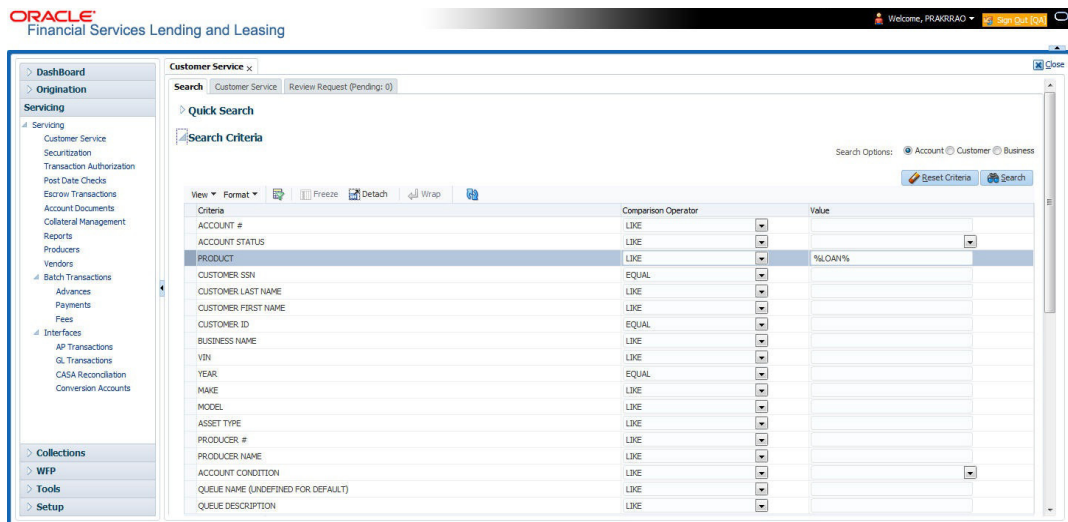 ORACLE
Financial Services Lending and Leasing
Welcome, PRAKRRAO
Sign Out [QA]
Close
DashBoard
Origination
Servicing
Servicing
Customer Service
Securitization
Transaction Authorization
Post Date Checks
Escrow Transactions
Account Documents
Collateral Management
Reports
Producers
Vendors
Batch Transactions
Advances
Payments
Fees
Interfaces
AP Transactions
GL Transactions
CASA Reconciliation
Conversion Accounts
Collections
WFP
Tools
Setup
Customer Service x
Search Customer Service Review Request (Pending: 0)
Quick Search
Search Criteria
Search Options: Account Customer Business
Reset Criteria Search
View Format Freeze Detach Wrap
Criteria Comparison Operator Value
ACCOUNT # LIKE
ACCOUNT STATUS LIKE
PRODUCT LIKE %LOAN%
CUSTOMER SSN EQUAL
CUSTOMER LAST NAME LIKE
CUSTOMER FIRST NAME LIKE
CUSTOMER ID EQUAL
BUSINESS NAME LIKE
VIN LIKE
YEAR EQUAL
MAKE LIKE
MODEL LIKE
ASSET TYPE LIKE
PRODUCER # LIKE
PRODUCER NAME LIKE
ACCOUNT CONDITION LIKE
QUEUE NAME (UNDEFINED FOR DEFAULT) LIKE
QUEUE DESCRIPTION LIKE